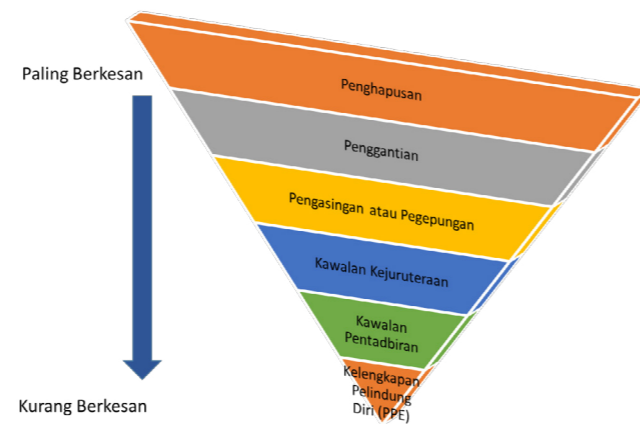 Paling Berkesan
Penghapusan
Penggantian
Pengasingan atau Pegepungan
Kawalan Kejuruteraan
Kawalan
Pentadbiran
Kelengkapan
Pelindung
Diri (PPE)
Kurang Berkesan